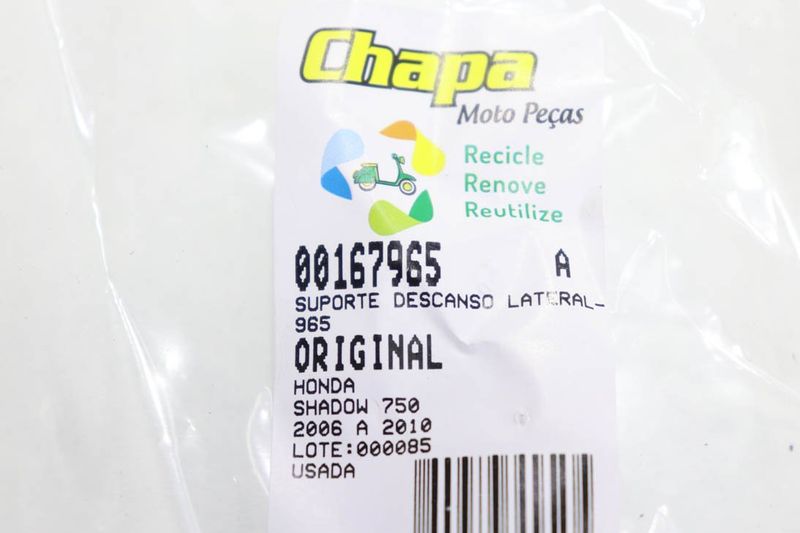 Chapa
Moto Peças
Recicle
Renove
Reutilize
00167965 A
SUPORTE DESCANSO LATERAL-
965
ORIGINAL
HONDA
SHADOW 750
2006 A 2010
LOTE:000085
USADA